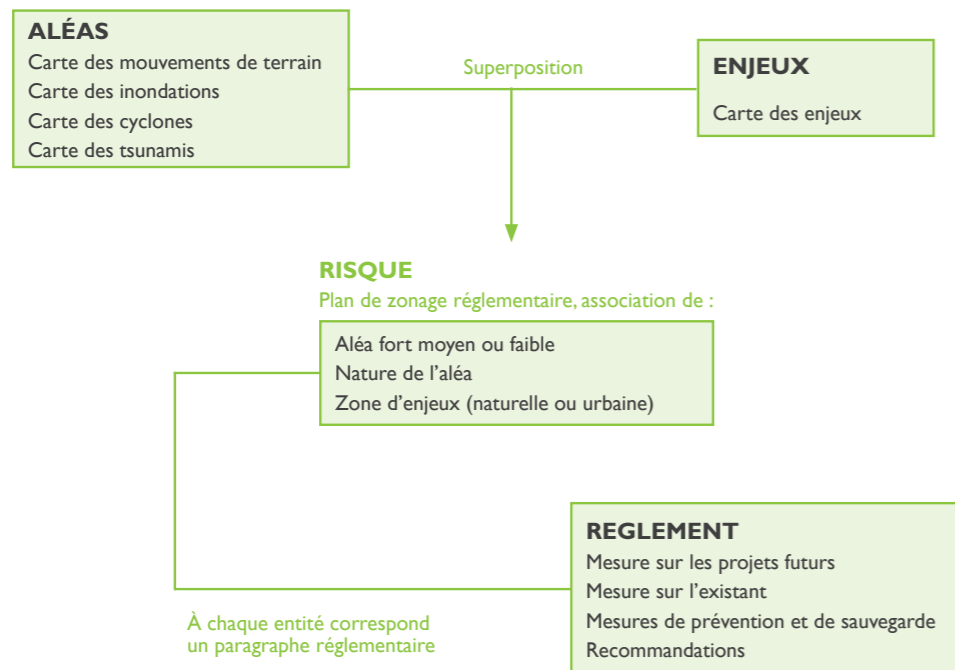 ALÉAS
Carte des mouvements de terrain
Carte des inondations
Carte des cyclones
Carte des tsunamis
Superposition
ENJEUX
Carte des enjeux
RISQUE
Plan de zonage réglementaire, association de :
Aléa fort moyen ou faible
Nature de l'aléa
Zone d'enjeux (naturelle ou urbaine)
REGLEMENT
Mesure sur les projets futurs
Mesure sur l'existant
Mesures de prévention et de sauvegarde
Recommandations
À chaque entité correspond
un paragraphe réglementaire